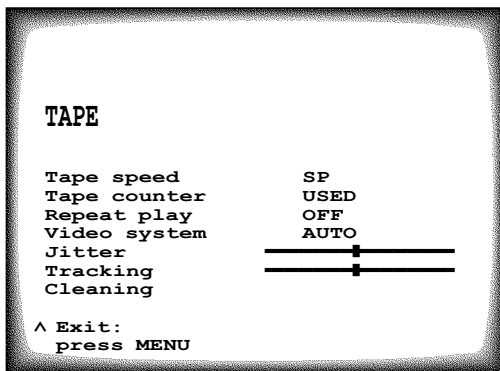 TAPE
Tape speed SP
Tape counter USED
Repeat play OFF
Video system AUTO
Jitter
Tracking
Cleaning
^ Exit:
press MENU